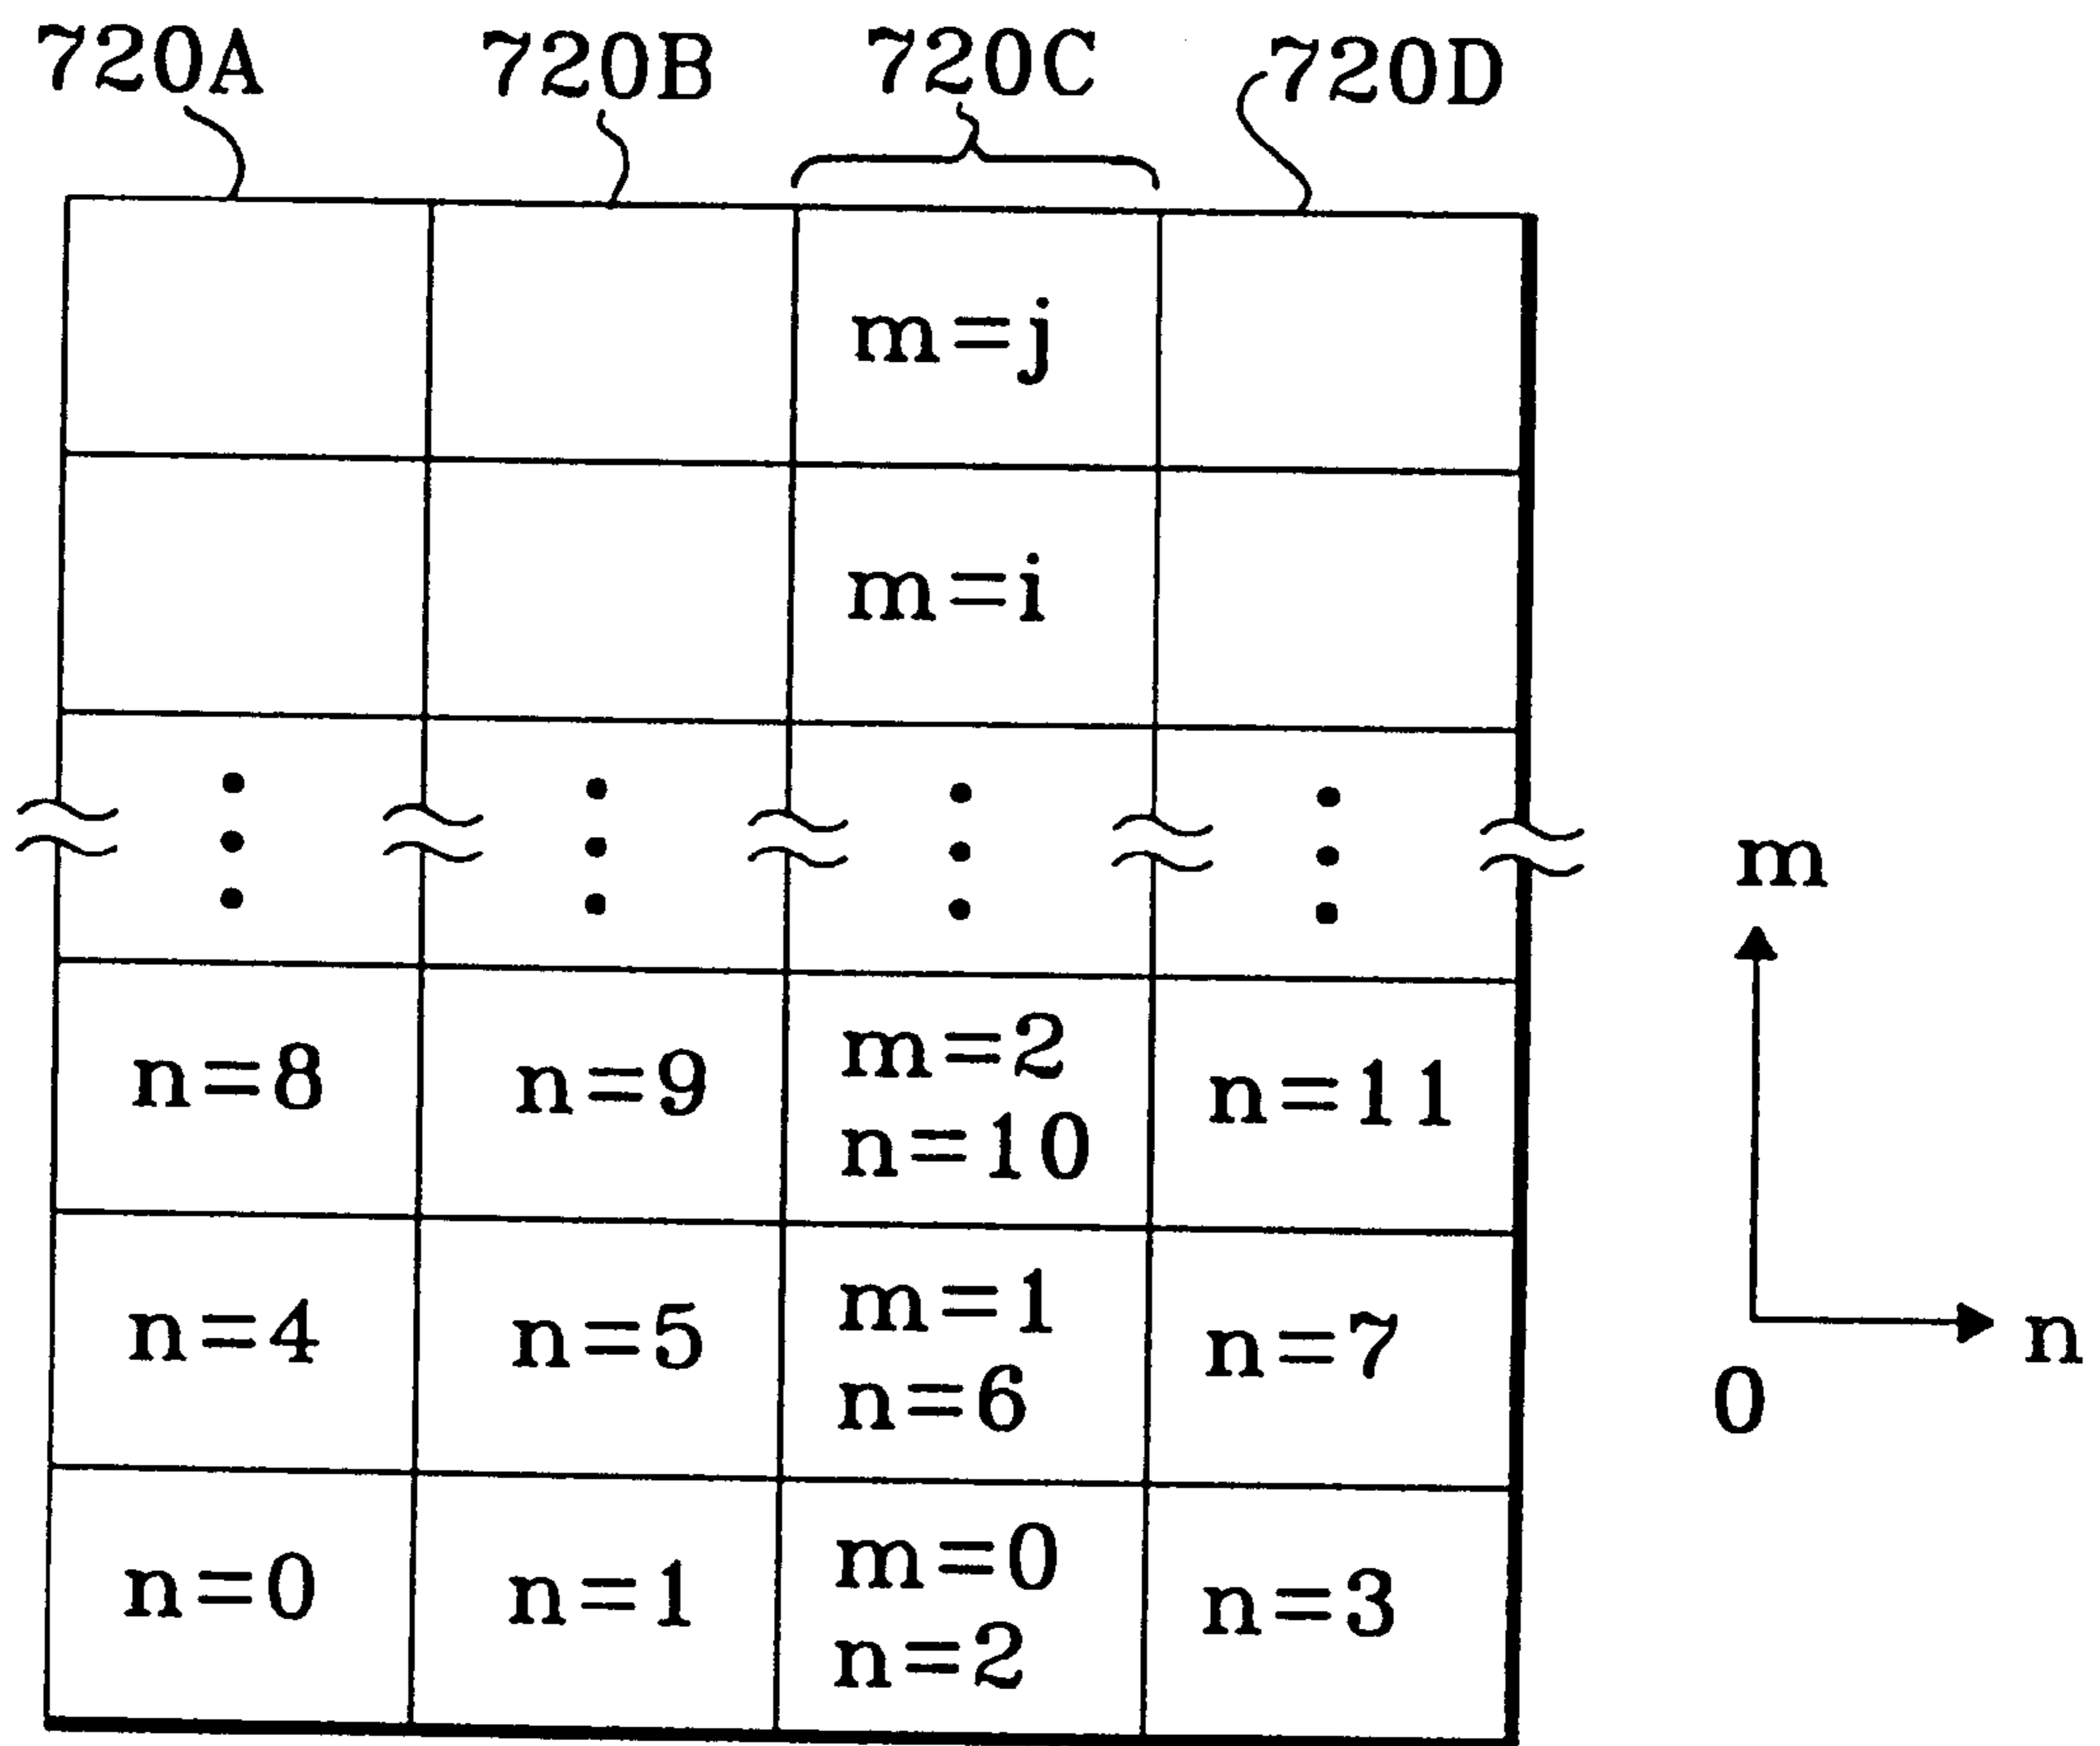 720A 720B 720C 720D
m=j
m=i
m
n=8 n=9 m=2 n=11
n=10
n=4 n=5 m=1 n=7
n=6
n
0
n=0 n=1 m=0 n=3
n=2